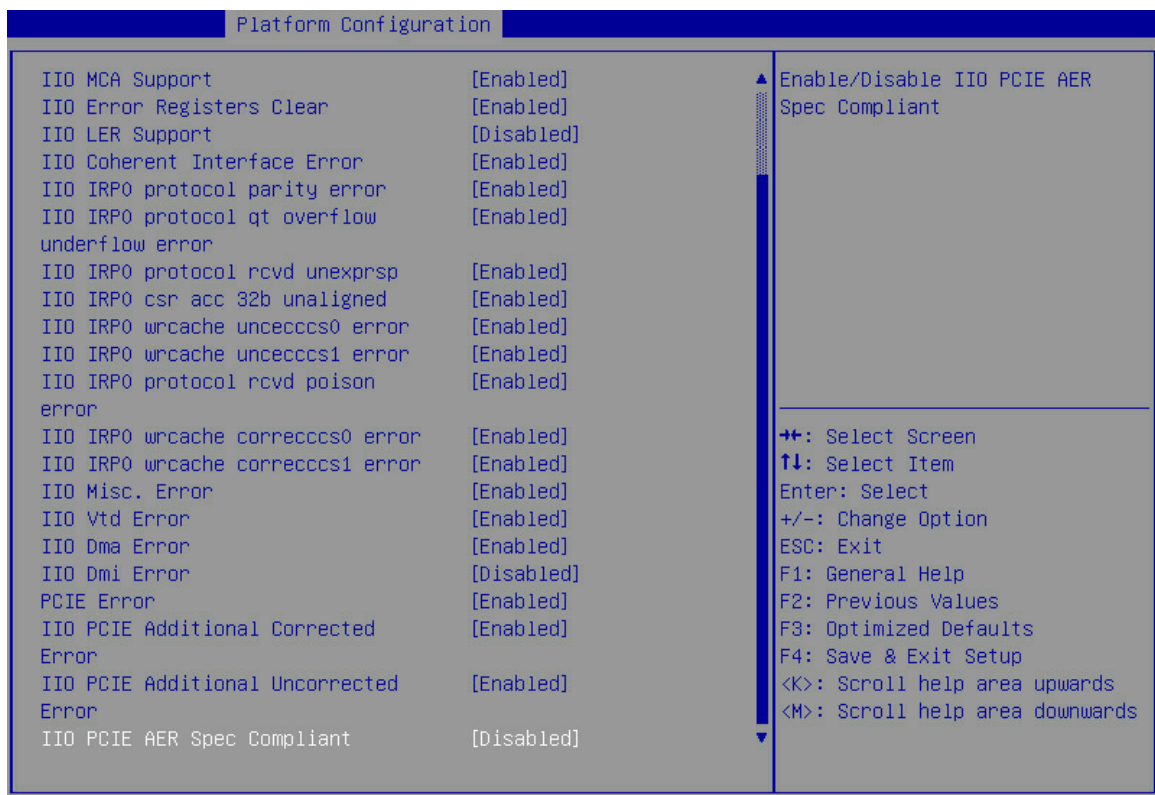 Platform Configuration
IIO MCA Support [Enabled]
IIO Error Registers Clear [Enabled]
IIO LER Support [Disabled]
IIO Coherent Interface Error [Enabled]
IIO IRP0 protocol parity error [Enabled]
IIO IRP0 protocol qt overflow [Enabled]
underflow error
IIO IRP0 protocol rcvd unexprsp [Enabled]
IIO IRP0 csr acc 32b unaligned [Enabled]
IIO IRP0 wrcache uncecccs0 error [Enabled]
IIO IRP0 wrcache uncecccs1 error [Enabled]
IIO IRP0 protocol rcvd poison [Enabled]
error
IIO IRP0 wrcache correcccs0 error [Enabled]
IIO IRP0 wrcache correcccs1 error [Enabled]
IIO Misc. Error [Enabled]
IIO Vtd Error [Enabled]
IIO Dma Error [Enabled]
IIO Dmi Error [Disabled]
PCIE Error [Enabled]
IIO PCIE Additional Corrected [Enabled]
Error
IIO PCIE Additional Uncorrected [Enabled]
Error
IIO PCIE AER Spec Compliant [Disabled]
Enable/Disable IIO PCIE AER
Spec Compliant
→←: Select Screen
↑↓: Select Item
Enter: Select
+/-: Change Option
ESC: Exit
F1: General Help
F2: Previous Values
F3: Optimized Defaults
F4: Save & Exit Setup
<K>: Scroll help area upwards
<M>: Scroll help area downwards